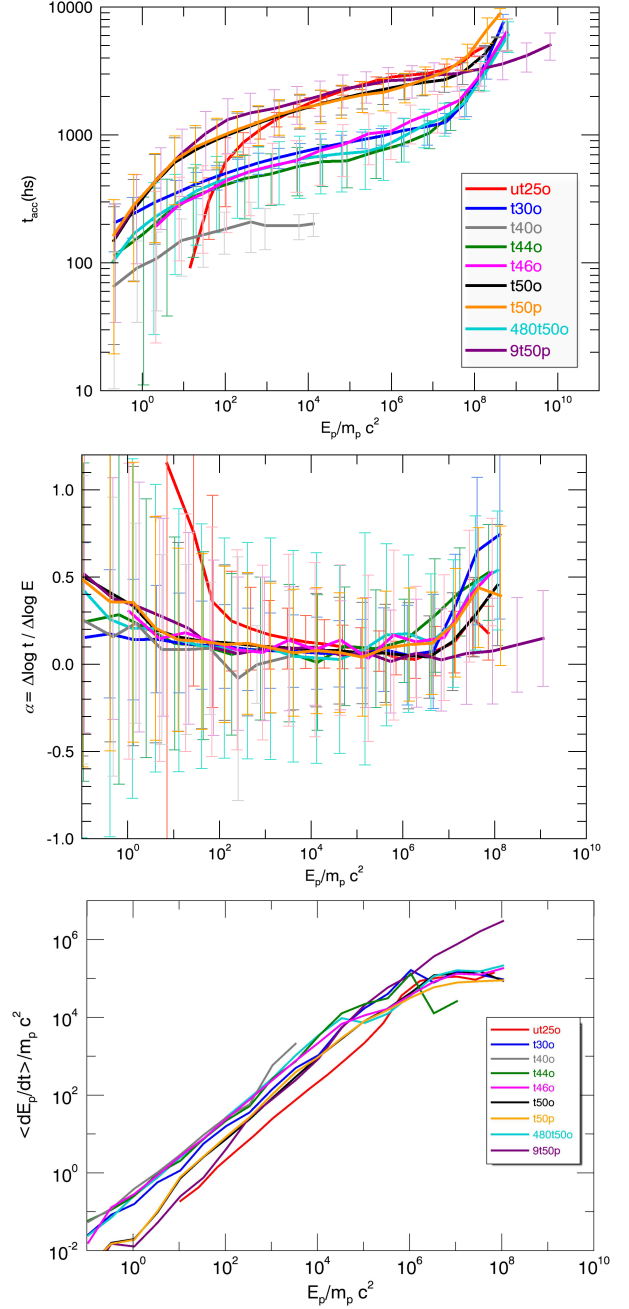 10000
1000
100
10
t_acc(hs)
ut25o
t30o
t40o
t44o
t46o
t50o
t50p
480t50o
9t50p
10^0 10^2 10^4 10^6 10^8 10^10
E_p/m_p c^2
1.0
0.5
0.0
-0.5
-1.0
α= Δlog t / Δlog E
10^0 10^2 10^4 10^6 10^8 10^10
E_p/m_p c^2
10^6
10^4
10^2
10^0
10^-2
<dE_p/dt>/m_p c^2
ut25o
t30o
t40o
t44o
t46o
t50o
t50p
480t50o
9t50p
10^0 10^2 10^4 10^6 10^8 10^10
E_p/m_p c^2